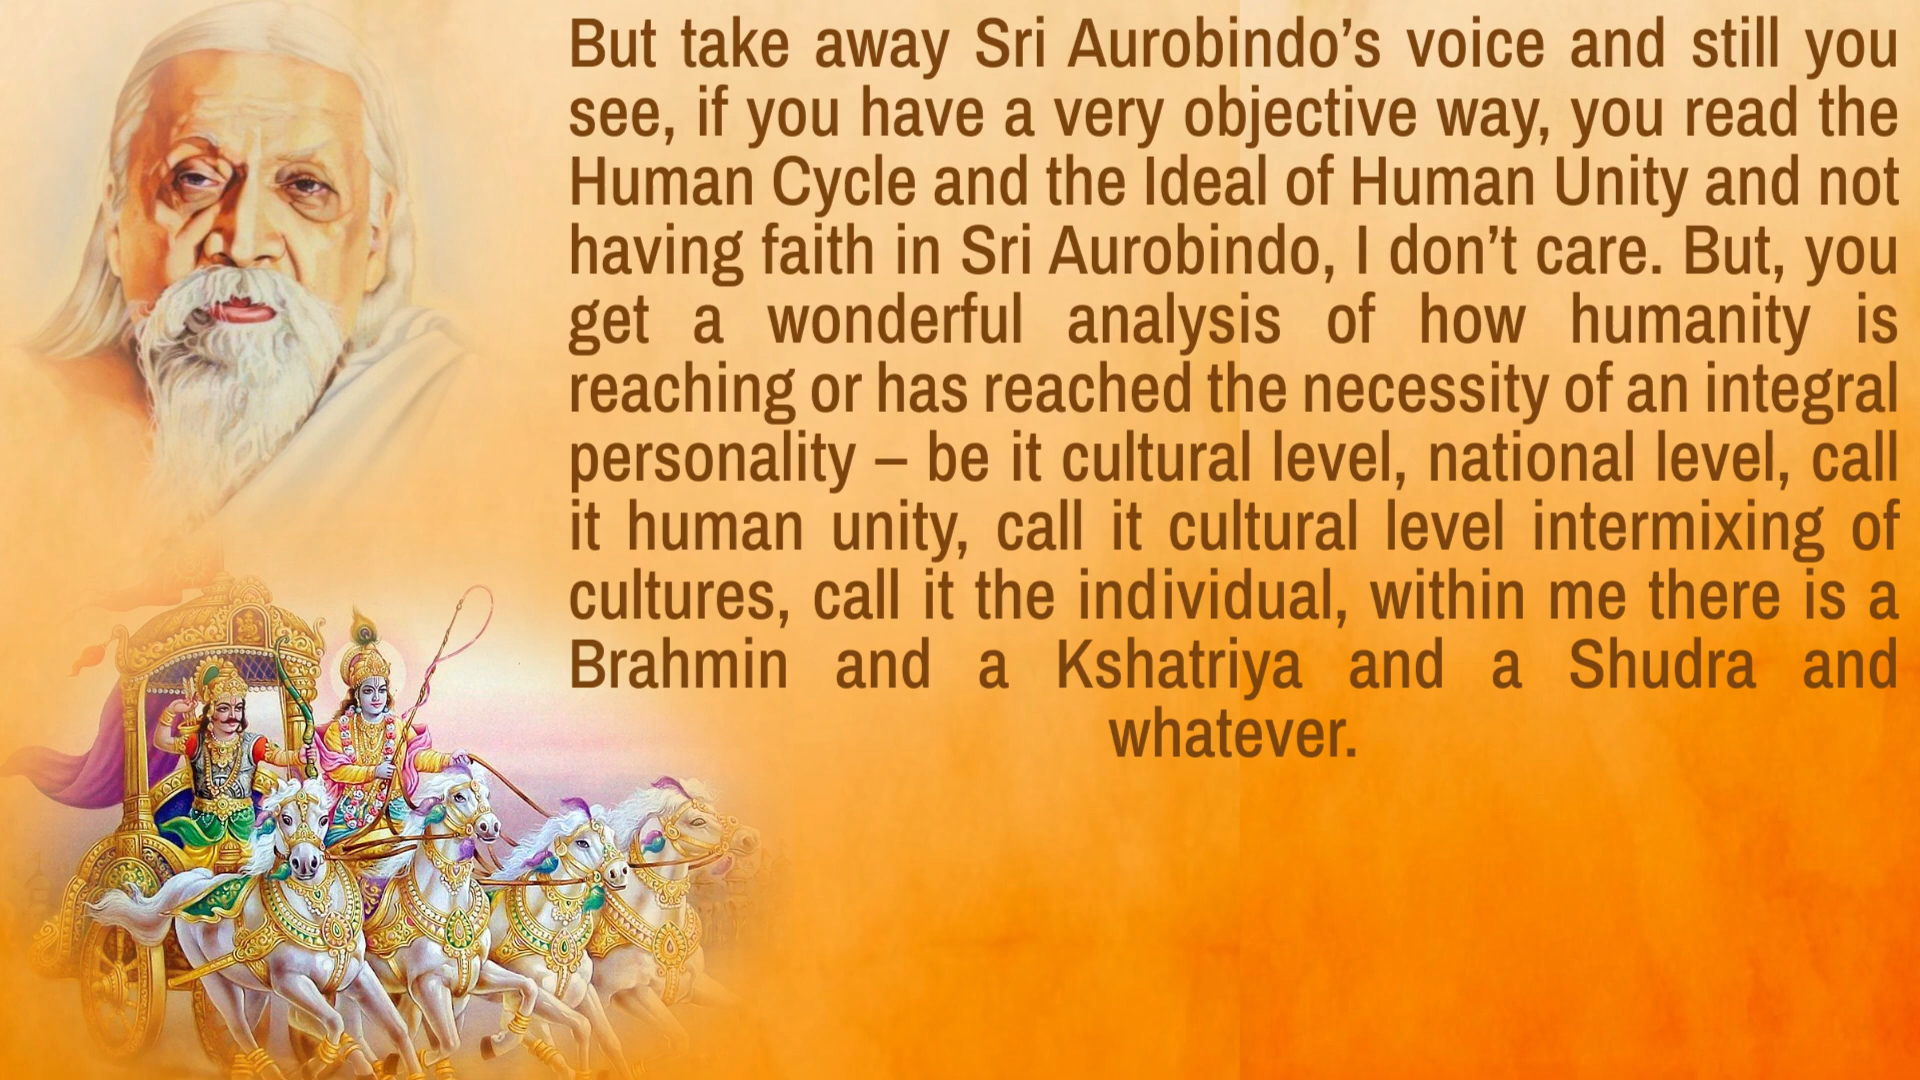 But take away Sri Aurobindo’s voice and still you
see, if you have a very objective way, you read the
Human Cycle and the Ideal of Human Unity and not
having faith in Sri Aurobindo, I don’t care. But, you
get a wonderful analysis of how humanity is
reaching or has reached the necessity of an integral
personality – be it cultural level, national level, call
it human unity, call it cultural level intermixing of
cultures, call it the individual, within me there is a
Brahmin and a Kshatriya and a Shudra and
whatever.